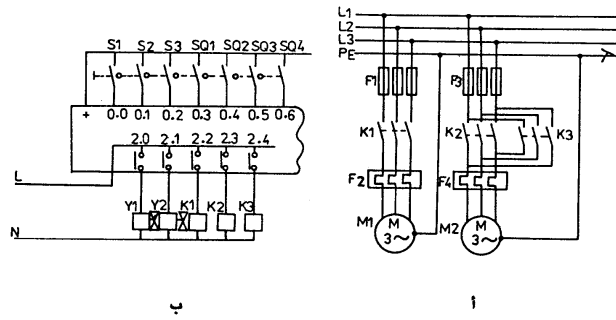 S1 S2 S3 SQ1 SQ2 SQ3 SQ4
+ 0.0 0.1 0.2 0.3 0.4 0.5 0.6
2.0 2.1 2.2 2.3 2.4
L
Y1 Y2 K1 K2 K3
N
ب
L1
L2
L3
PE
F1 F3
K1 K2 K3
F2 F4
M1 M 3~ M2 M 3~
أ